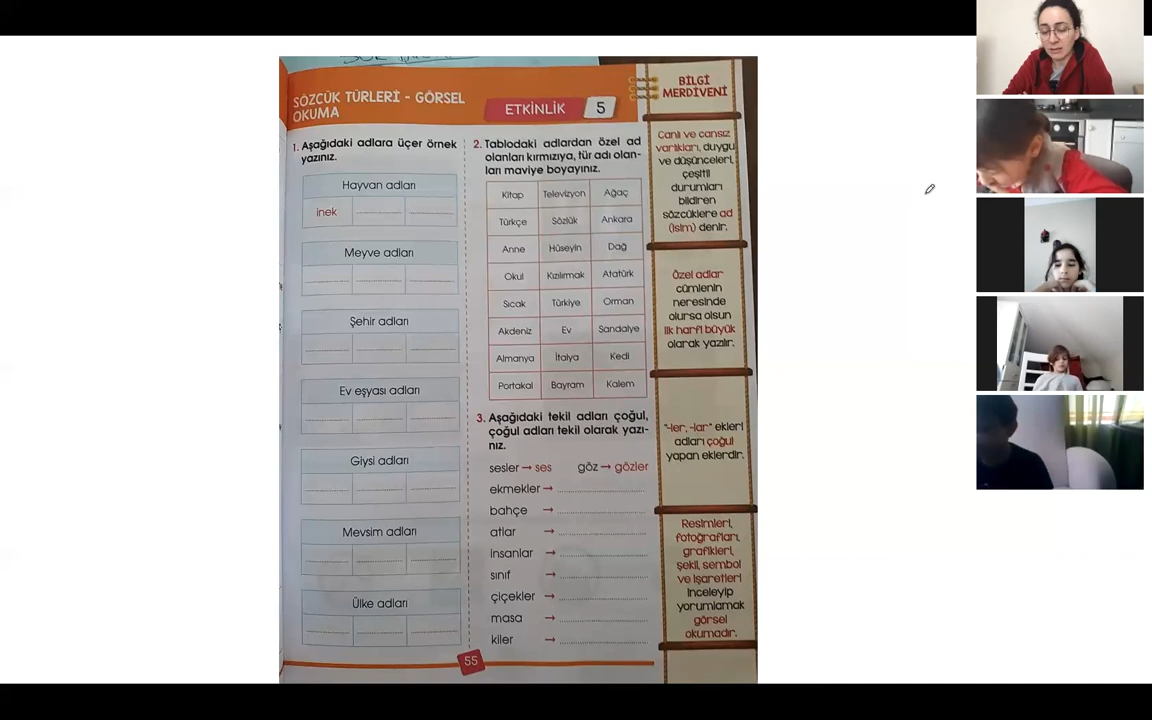 SÖZCÜK TÜRLERİ - GÖRSEL
OKUMA
ETKİNLİK 5
1. Aşağıdaki adlara üçer örnek
yazınız.
Hayvan adları
inek
Meyve adları
Şehir adları
Ev eşyası adları
Giysi adları
Mevsim adları
Ülke adları
2. Tablodaki adlardan özel ad
olanları kırmızıya, tür adı olan-
ları maviye boyayınız.
Kitap Televizyon Ağaç
Türkçe Sözlük Ankara
Anne Hüseyin Dağ
Okul Kızılırmak Atatürk
Sıcak Türkiye Orman
Akdeniz Ev Sandalye
Almanya İtalya Kedi
Portakal Bayram Kalem
3. Aşağıdaki tekil adları çoğul,
çoğul adları tekil olarak yazı-
nız.
sesler → ses göz → gözler
ekmekler →
bahçe →
atlar →
insanlar →
sınıf →
çiçekler →
masa →
kiler →
BİLGİ
MERDİVENİ
Canlı ve cansız
varlıkları, duygu
ve düşünceleri,
çeşitli
durumları
bildiren
sözcüklere ad
(isim) denir.
Özel adlar
cümlenin
neresinde
olursa olsun
ilk harfi büyük
olarak yazılır.
"-ler, -lar" ekleri
adları çoğul
yapan eklerdir.
Resimleri,
fotoğrafları,
grafikleri,
şekil, sembol
ve işaretleri
inceleyip
yorumlamak
görsel
okumadır.
55